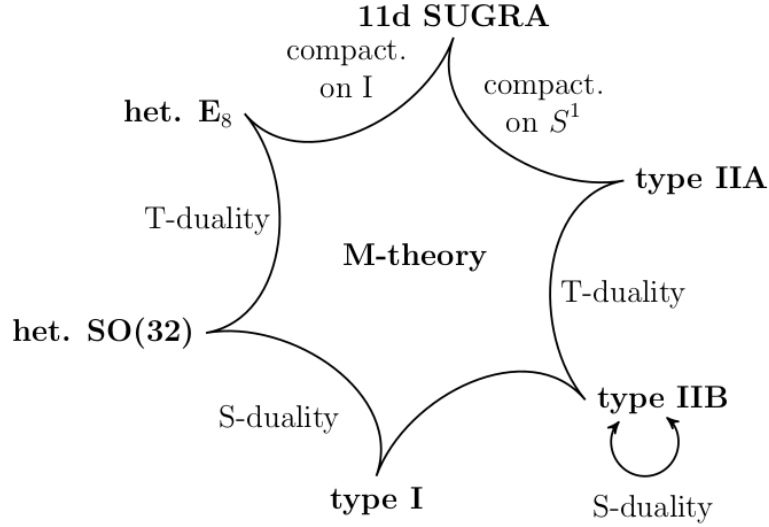 11d SUGRA
compact.
on I
compact.
on S¹
het. E₈
type IIA
T-duality
M-theory
T-duality
het. SO(32)
type IIB
S-duality
type I
S-duality